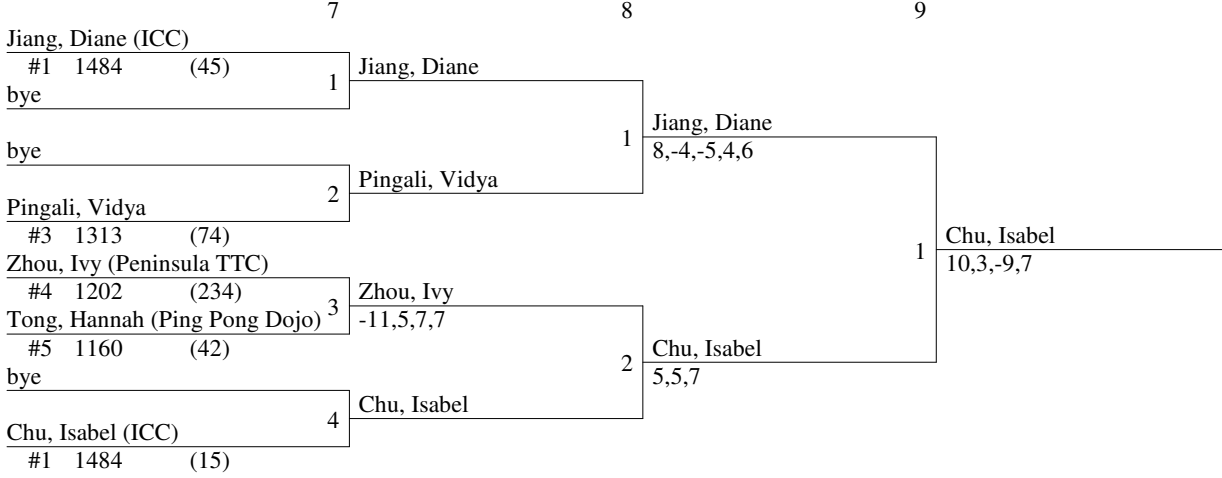 7 8 9
Jiang, Diane (ICC)
#1 1484 (45)
bye
1
Jiang, Diane
bye
2
Pingali, Vidya
Pingali, Vidya
#3 1313 (74)
1
Jiang, Diane
8,-4,-5,4,6
Zhou, Ivy (Peninsula TTC)
#4 1202 (234)
Tong, Hannah (Ping Pong Dojo)
#5 1160 (42)
3
Zhou, Ivy
-11,5,7,7
bye
4
Chu, Isabel
Chu, Isabel (ICC)
#1 1484 (15)
2
Chu, Isabel
5,5,7
1
Chu, Isabel
10,3,-9,7